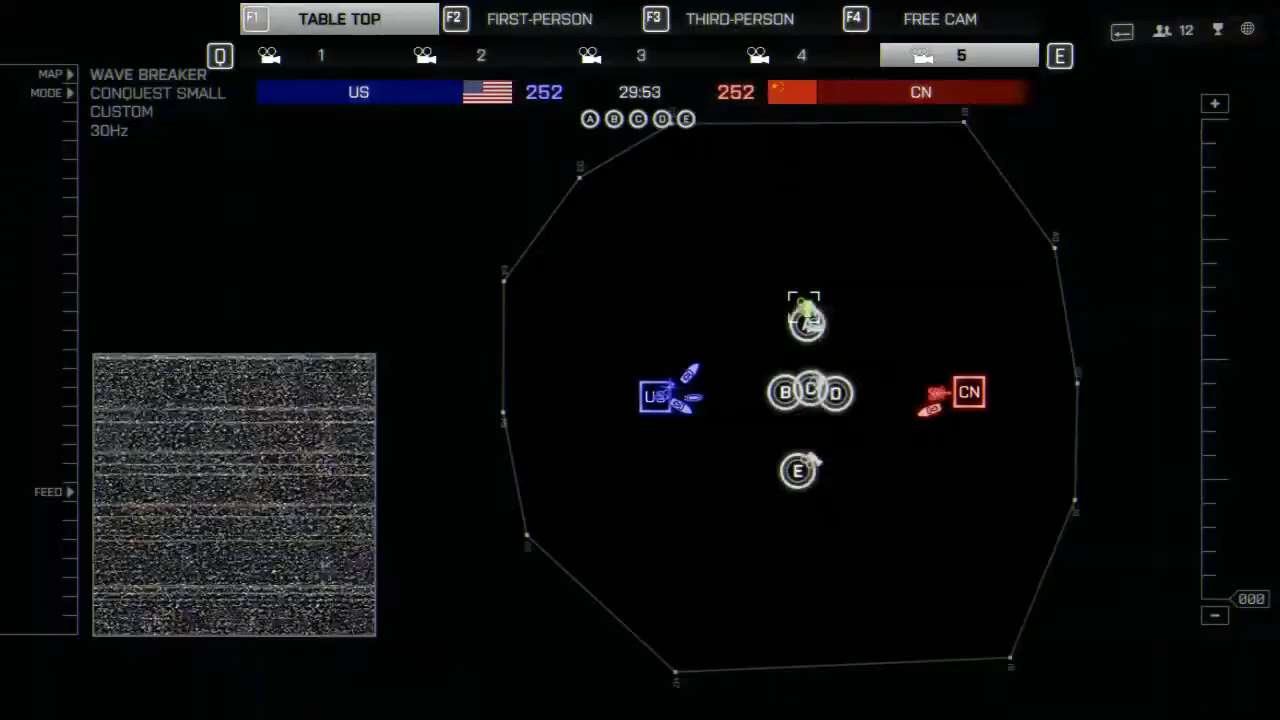 F1 TABLE TOP F2 FIRST-PERSON F3 THIRD-PERSON F4 FREE CAM
12
Q 1 2 3 4 5 E
MAP WAVE BREAKER
MODE CONQUEST SMALL
CUSTOM
30Hz
US 252 29:53 252 CN
A B C D E
+
A
US B C D CN
E
FEED
000
-